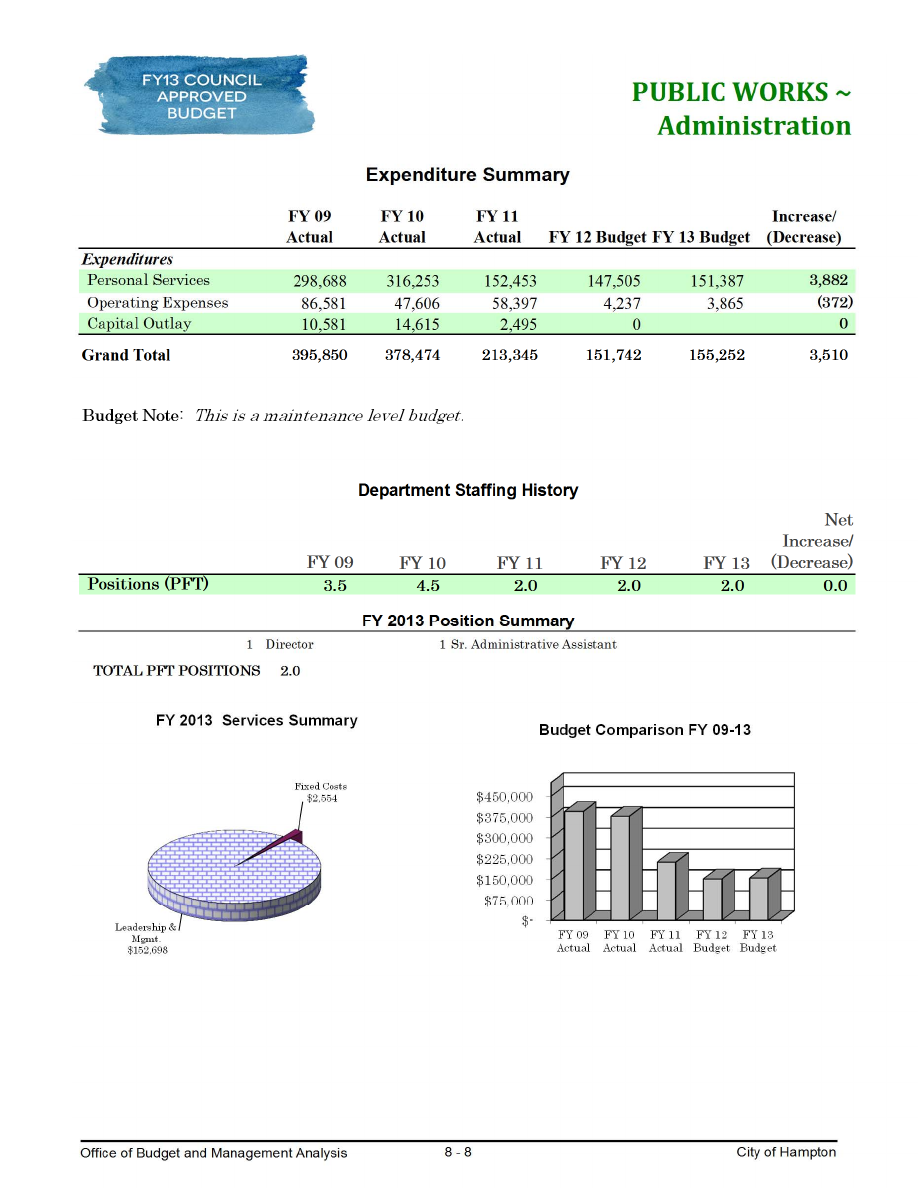 FY13 COUNCIL
APPROVED
BUDGET
PUBLIC WORKS ~
Administration
Expenditure Summary
FY 09 FY 10 FY 11 Increase/
Actual Actual Actual FY 12 Budget FY 13 Budget (Decrease)
Expenditures
Personal Services 298,688 316,253 152,453 147,505 151,387 3,882
Operating Expenses 86,581 47,606 58,397 4,237 3,865 (372)
Capital Outlay 10,581 14,615 2,495 0 0
Grand Total 395,850 378,474 213,345 151,742 155,252 3,510
Budget Note: This is a maintenance level budget.
Department Staffing History
Net
Increase/
FY 09 FY 10 FY 11 FY 12 FY 13 (Decrease)
Positions (PFT) 3.5 4.5 2.0 2.0 2.0 0.0
FY 2013 Position Summary
1 Director 1 Sr. Administrative Assistant
TOTAL PFT POSITIONS 2.0
FY 2013 Services Summary
Fixed Costs
$2,554
Leadership &
Mgmt.
$152,698
Budget Comparison FY 09-13
$450,000
$375,000
$300,000
$225,000
$150,000
$75,000
$-
FY 09 FY 10 FY 11 FY 12 FY 13
Actual Actual Actual Budget Budget
Office of Budget and Management Analysis 8 - 8 City of Hampton